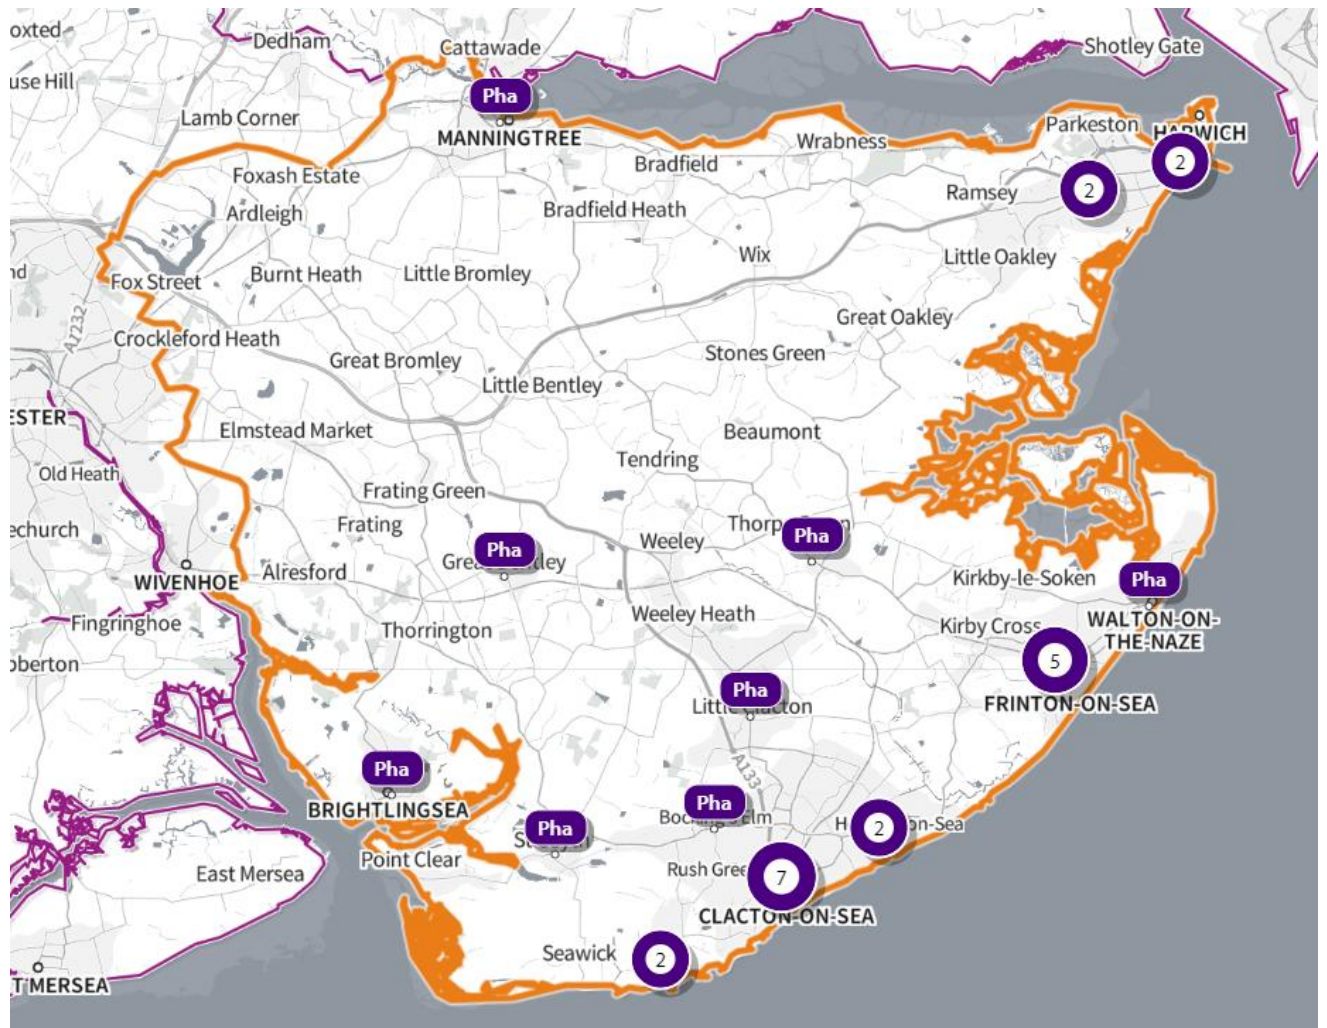 oxted
Dedham
Cattawade
Shotley Gate
use Hill
Pha
Lamb Corner
MANNINGTREE
Parkeston
HARWICH
Wrabness
Bradfield
2
Foxash Estate
Ramsey
2
Ardleigh
Bradfield Heath
Wix
Little Oakley
nd
Fox Street
Burnt Heath
Little Bromley
A1232
Great Oakley
Crockleford Heath
Great Bromley
Stones Green
Little Bentley
ESTER
Elmstead Market
Beaumont
Old Heath
Tendring
Frating Green
echurch
Frating
Pha
Weeley
Pha
WIVENHOE
Alresford
Kirkby-le-Soken
Pha
Fingringhoe
Thorrington
Weeley Heath
Kirby Cross
WALTON-ON-
THE-NAZE
oberton
5
FRINTON-ON-SEA
Pha
A133
Pha
BRIGHTLINGSEA
Pha
Pha
2
on-Sea
Point Clear
East Mersea
Rush Gree
7
CLACTON-ON-SEA
Seawick
2
T MERSEA